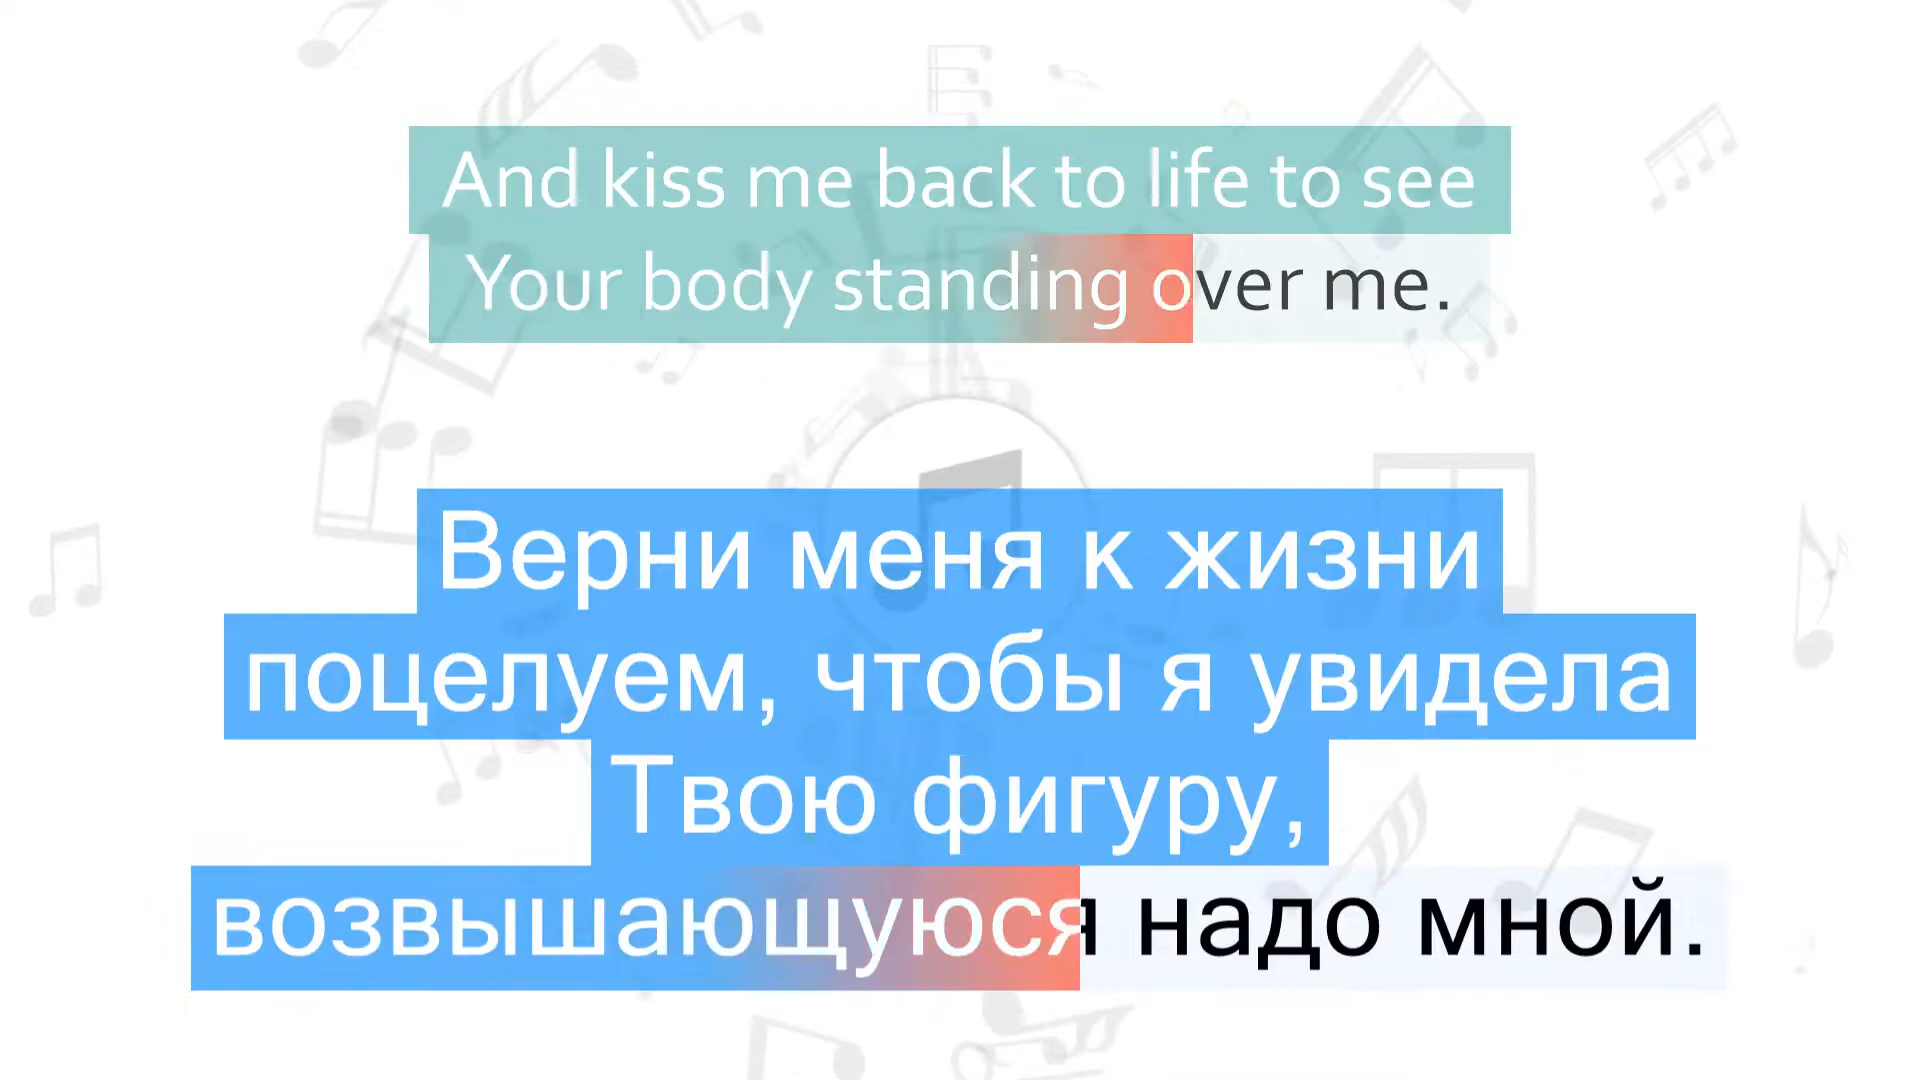 And kiss me back to life to see
Your body standing over me.
Верни меня к жизни
поцелуем, чтобы я увидела
Твою фигуру,
возвышающуюся надо мной.